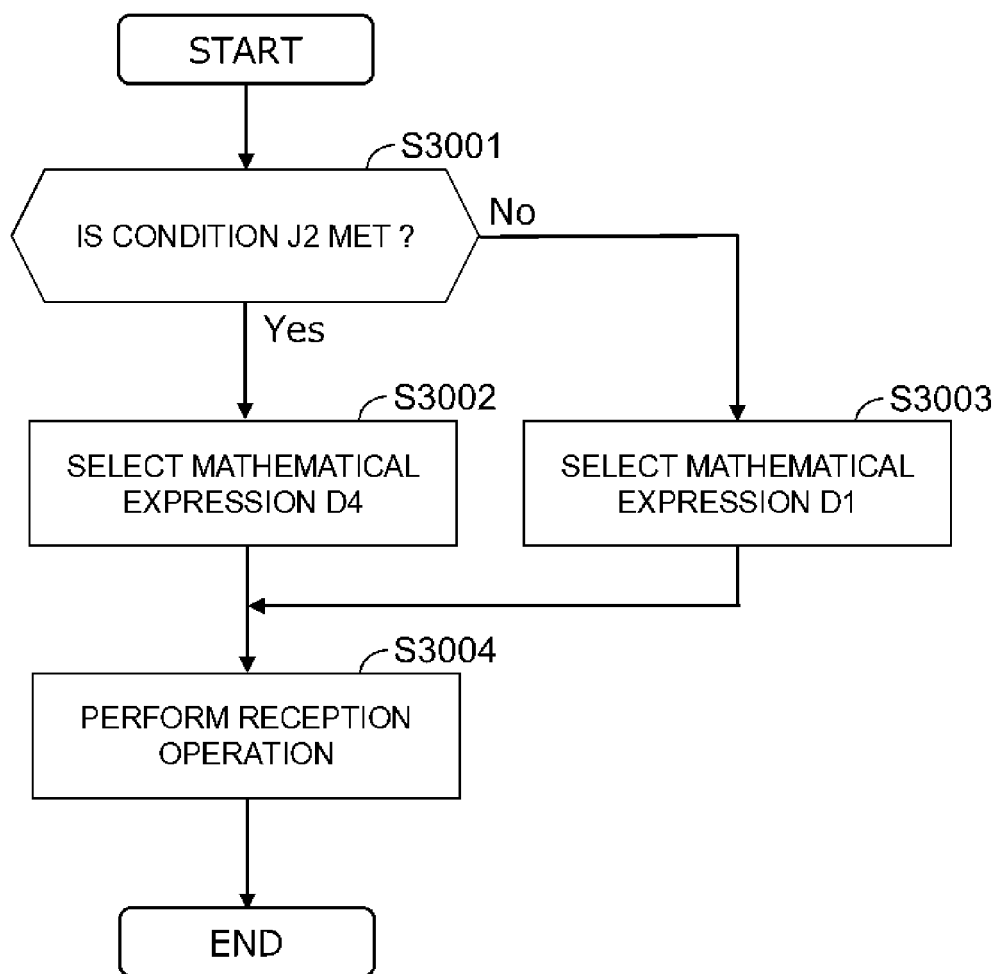 START
S3001
IS CONDITION J2 MET ?
No
Yes
S3002
SELECT MATHEMATICAL
EXPRESSION D4
S3003
SELECT MATHEMATICAL
EXPRESSION D1
S3004
PERFORM RECEPTION
OPERATION
END